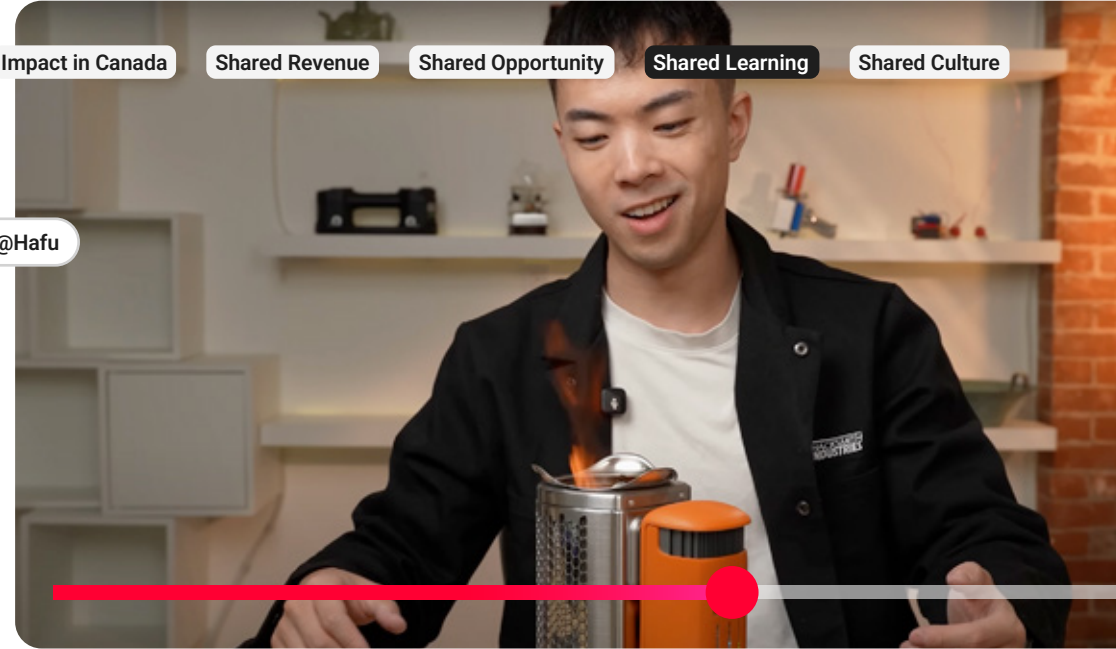 Impact in Canada
Shared Revenue
Shared Opportunity
Shared Learning
Shared Culture
@Hafu
INDUSTRIES